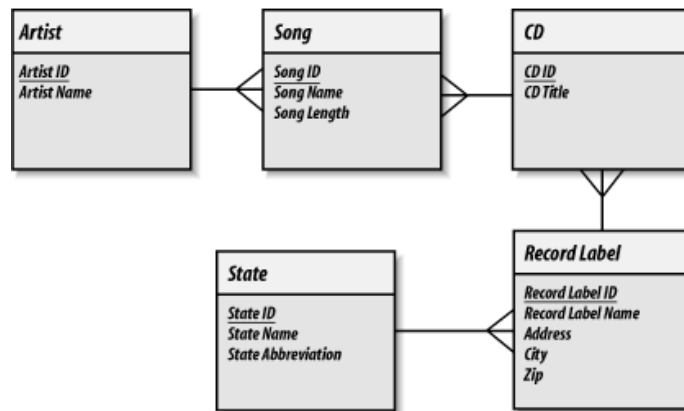 Artist
Artist ID
Artist Name
Song
Song ID
Song Name
Song Length
CD
CD ID
CD Title
State
State ID
State Name
State Abbreviation
Record Label
Record Label ID
Record Label Name
Address
City
Zip